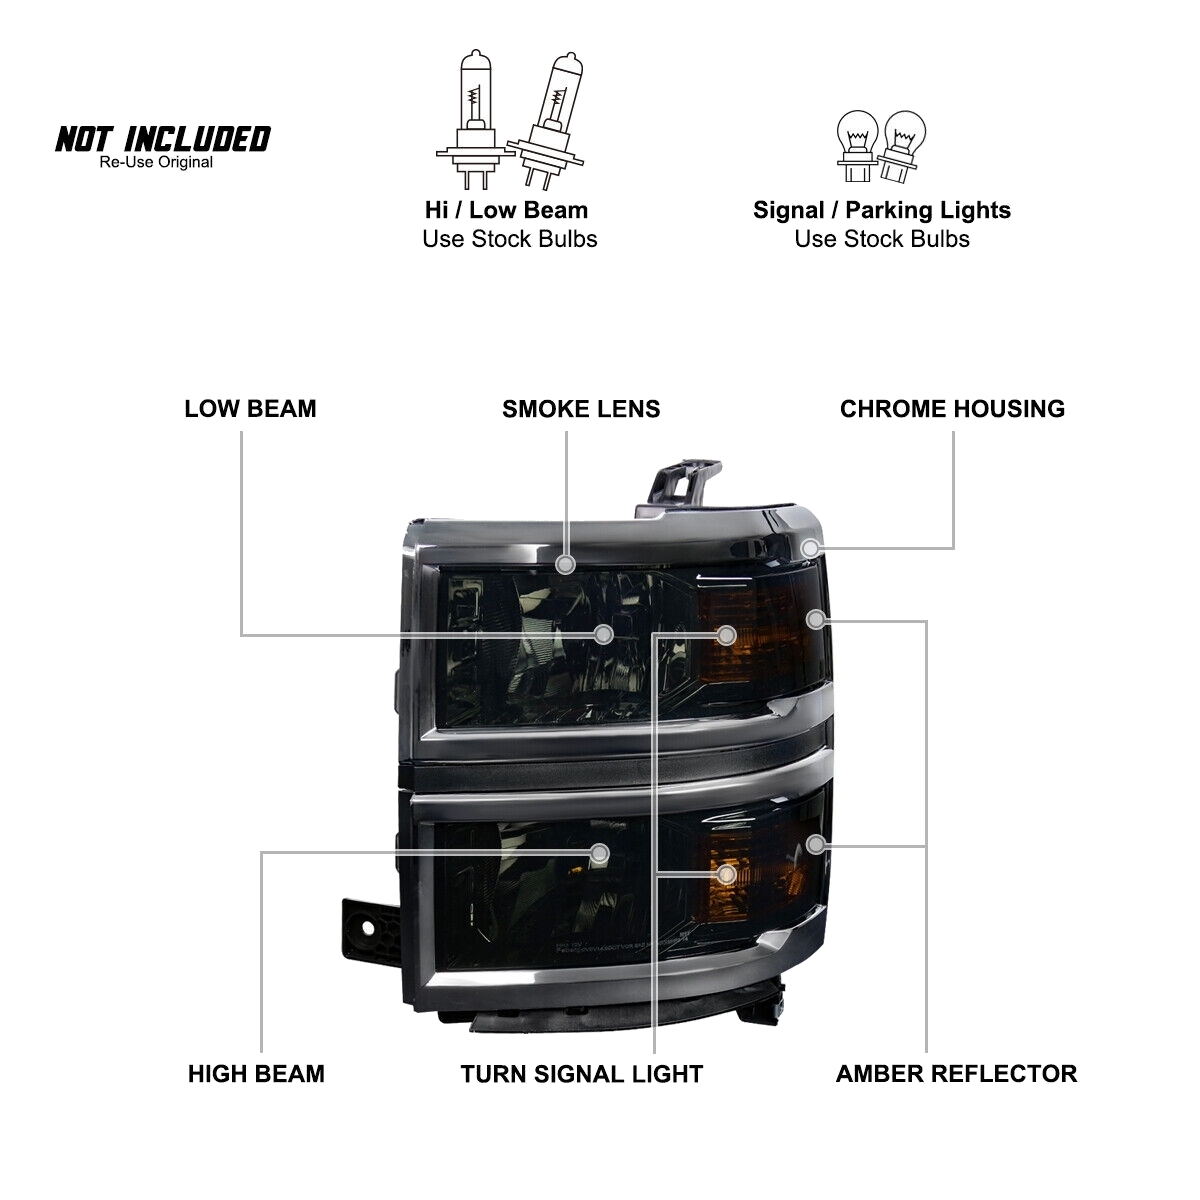 NOT INCLUDED
Re-Use Original
Hi / Low Beam
Use Stock Bulbs
Signal / Parking Lights
Use Stock Bulbs
LOW BEAM
SMOKE LENS
CHROME HOUSING
HIGH BEAM
TURN SIGNAL LIGHT
AMBER REFLECTOR